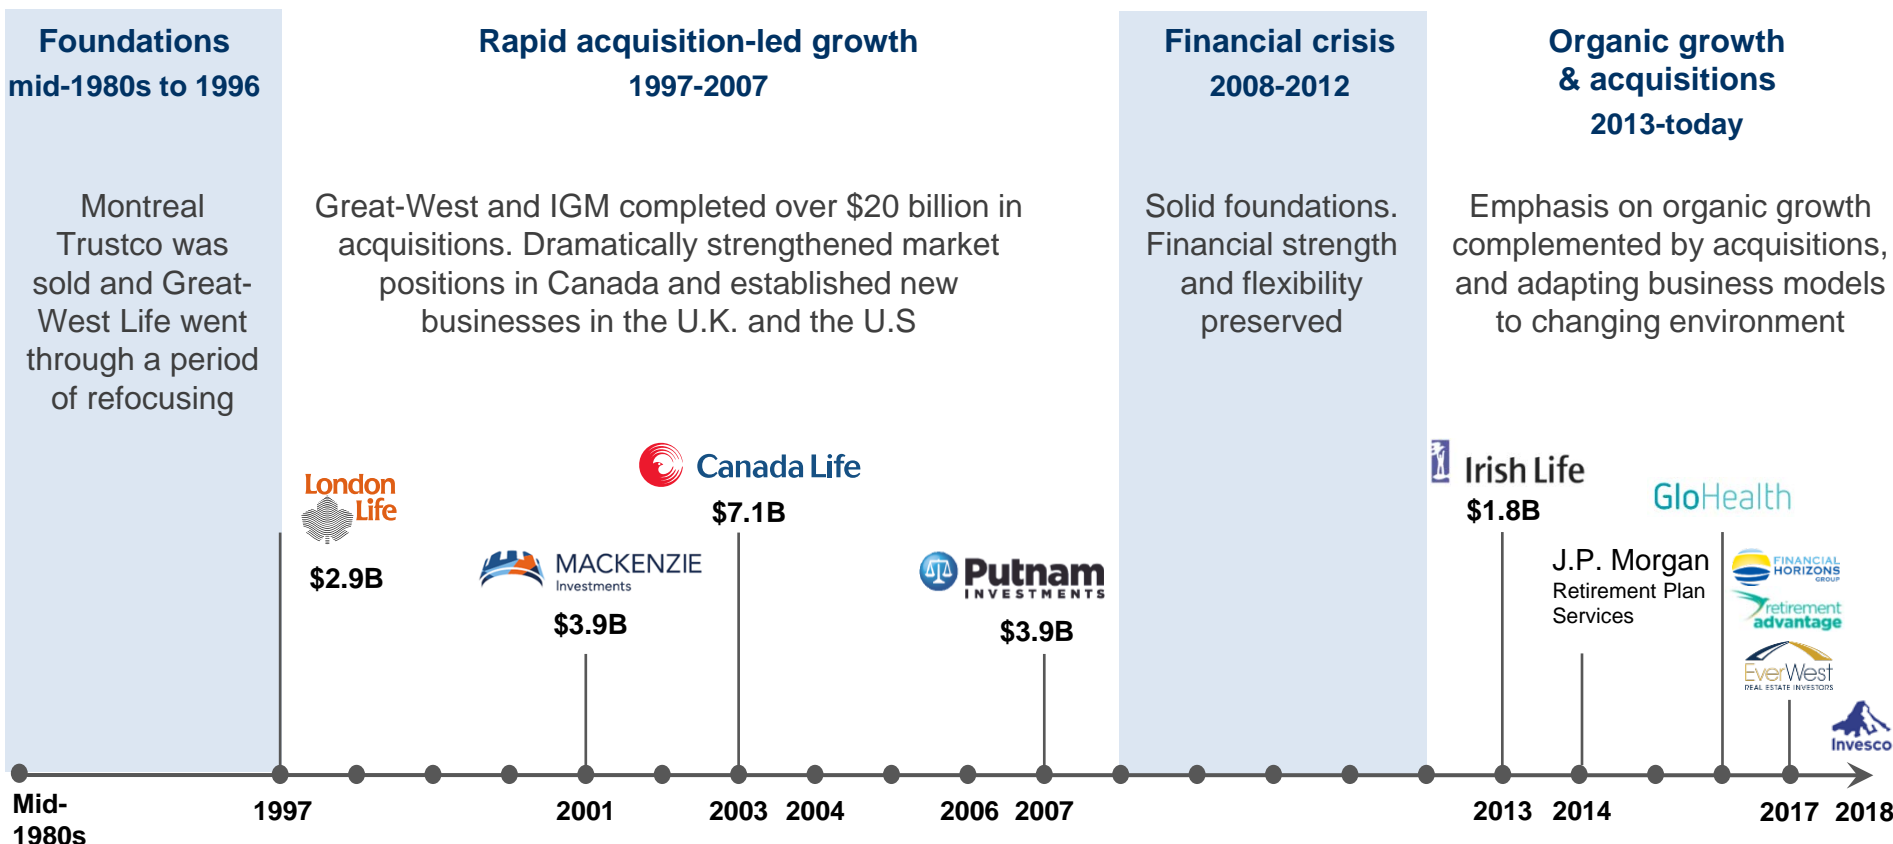 Foundations
mid-1980s to 1996
Montreal
Trustco was
sold and Great-
West Life went
through a period
of refocusing
Rapid acquisition-led growth
1997-2007
Great-West and IGM completed over $20 billion in
acquisitions. Dramatically strengthened market
positions in Canada and established new
businesses in the U.K. and the U.S
Financial crisis
2008-2012
Solid foundations.
Financial strength
and flexibility
preserved
Organic growth
& acquisitions
2013-today
Emphasis on organic growth
complemented by acquisitions,
and adapting business models
to changing environment
London
Life
$2.9B
MACKENZIE
Investments
$3.9B
Canada Life
$7.1B
Putnam
INVESTMENTS
$3.9B
Irish Life
$1.8B
J.P. Morgan
Retirement Plan
Services
GloHealth
FINANCIAL
HORIZONS
GROUP
retirement
advantage
EverWest
REAL ESTATE INVESTORS
Invesco
Mid-
1980s
1997
2001
2003
2004
2006
2007
2013
2014
2017
2018